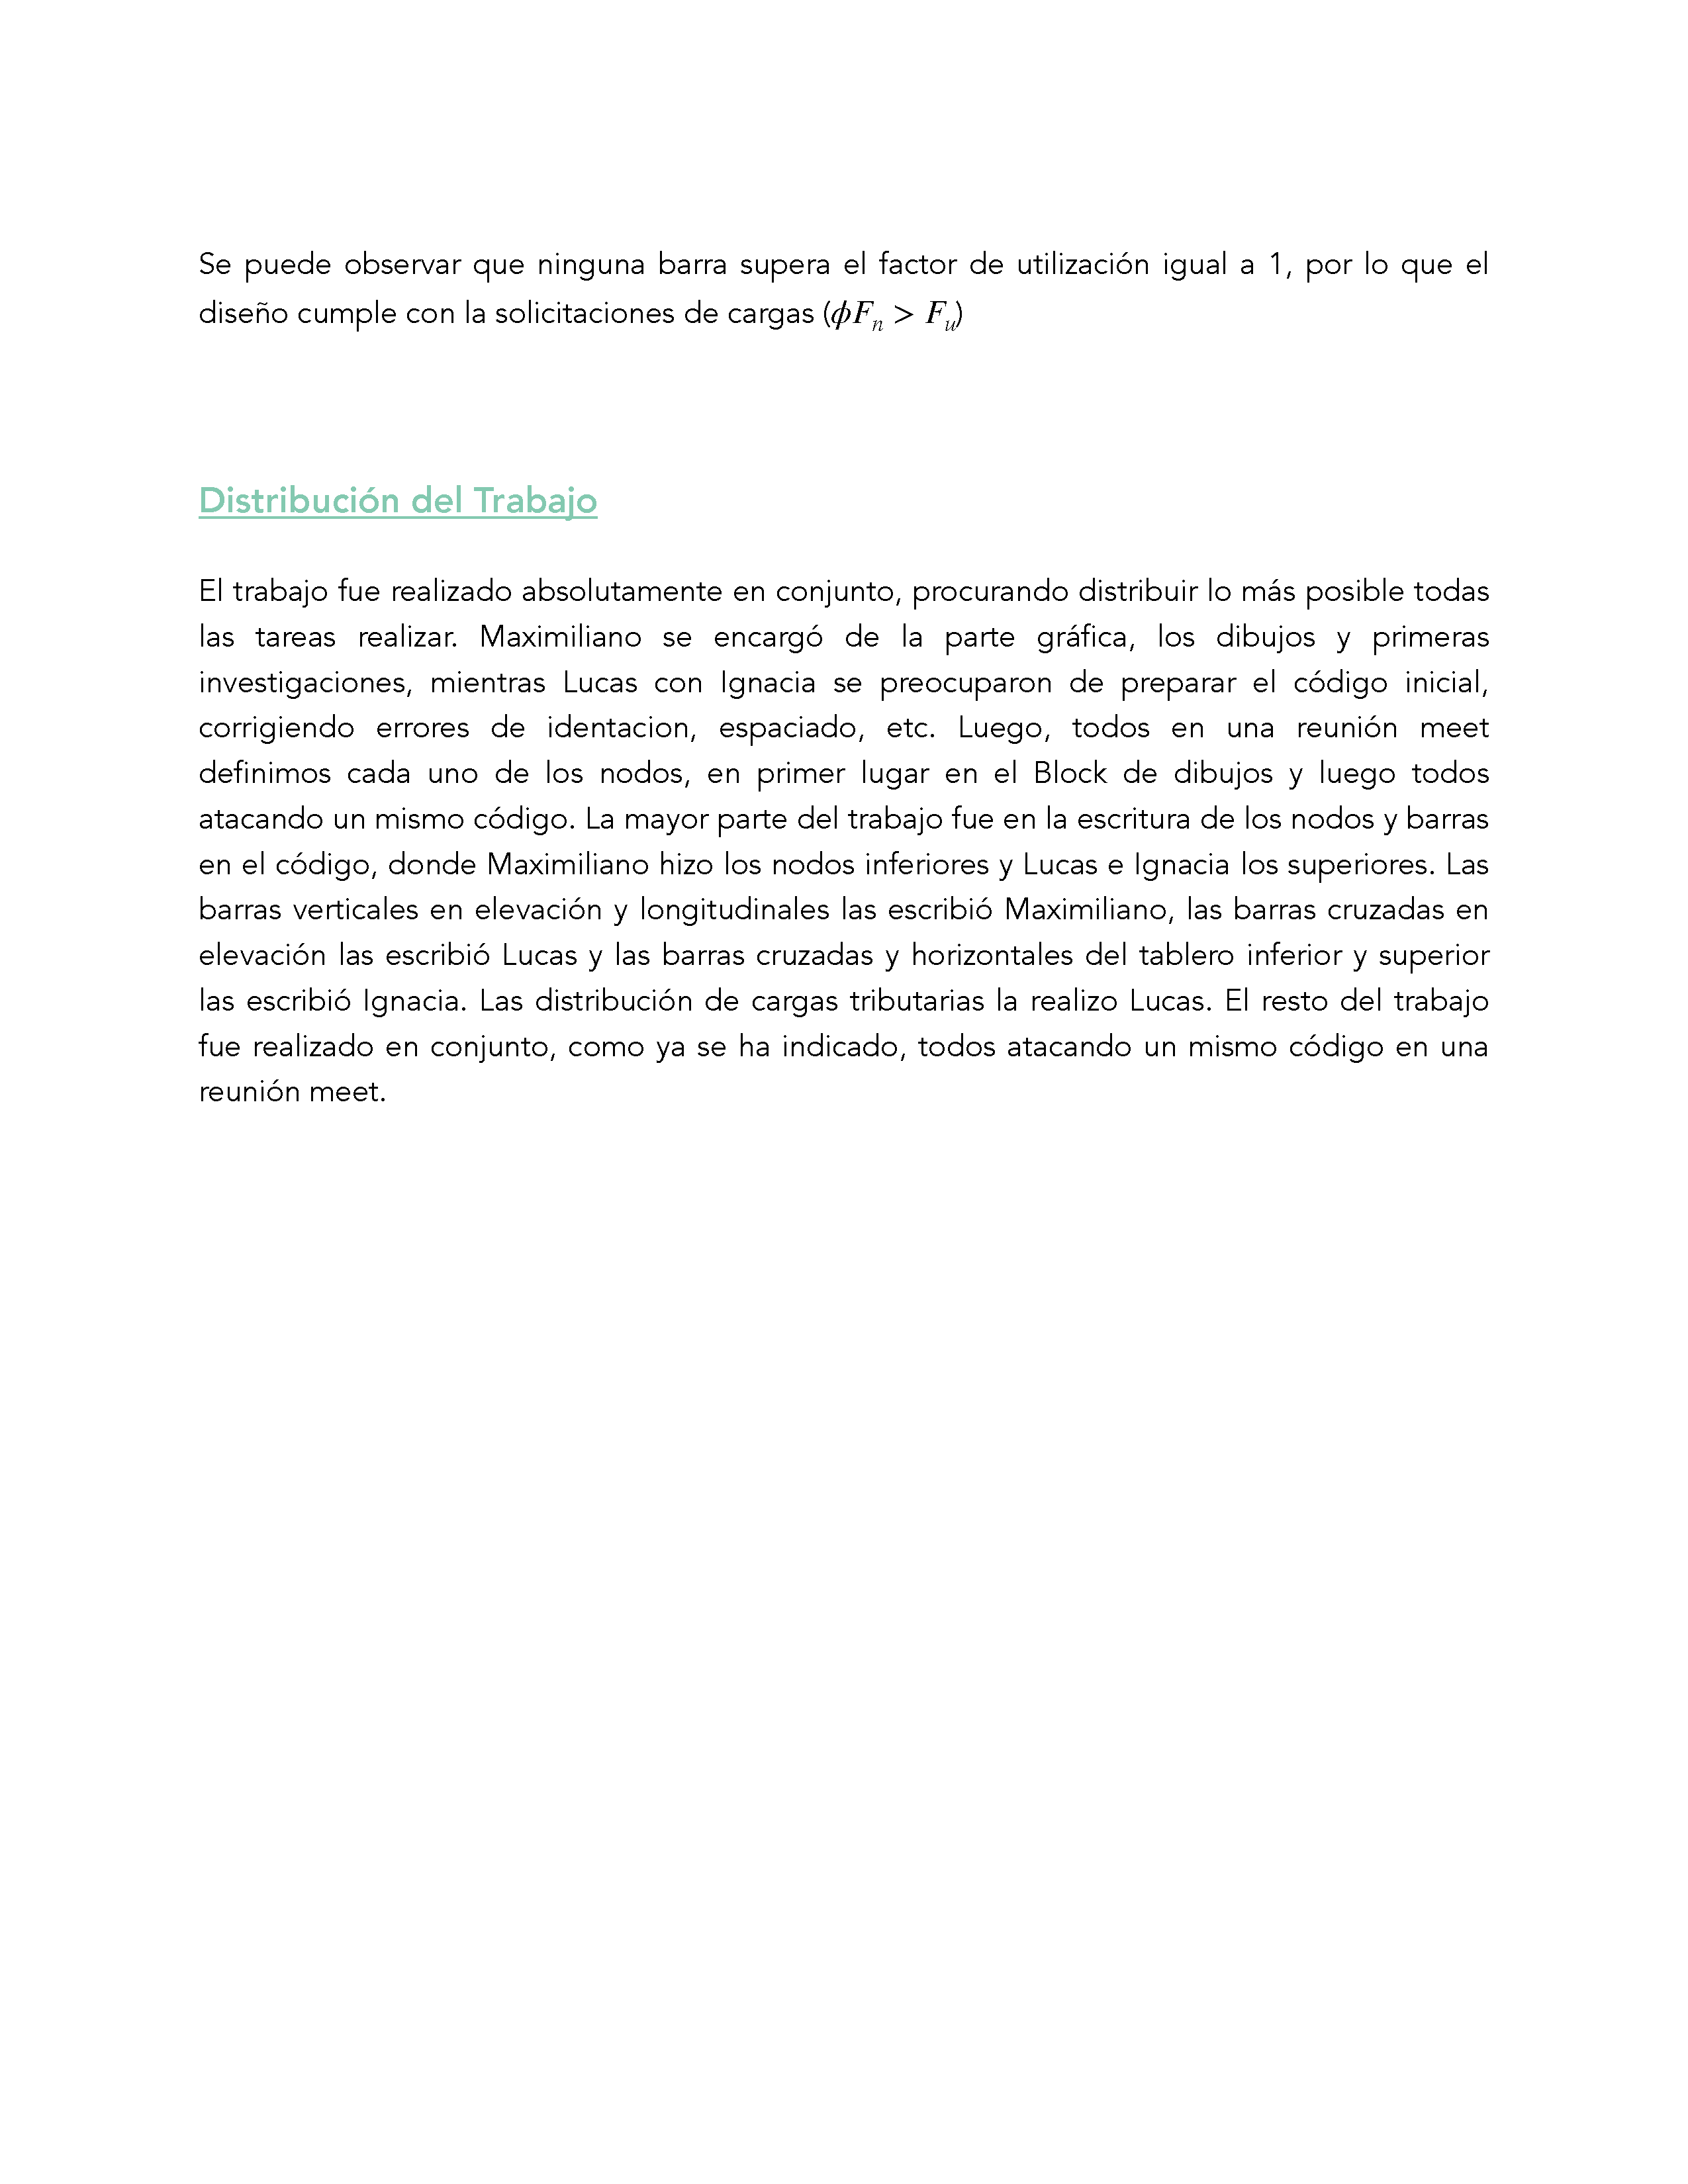 Se puede observar que ninguna barra supera el factor de utilización igual a 1, por lo que el
diseño cumple con la solicitaciones de cargas (ϕFₙ > Fᵤ)
Distribución del Trabajo
El trabajo fue realizado absolutamente en conjunto, procurando distribuir lo más posible todas
las tareas realizar. Maximiliano se encargó de la parte gráfica, los dibujos y primeras
investigaciones, mientras Lucas con Ignacia se preocuparon de preparar el código inicial,
corrigiendo errores de identacion, espaciado, etc. Luego, todos en una reunión meet
definimos cada uno de los nodos, en primer lugar en el Block de dibujos y luego todos
atacando un mismo código. La mayor parte del trabajo fue en la escritura de los nodos y barras
en el código, donde Maximiliano hizo los nodos inferiores y Lucas e Ignacia los superiores. Las
barras verticales en elevación y longitudinales las escribió Maximiliano, las barras cruzadas en
elevación las escribió Lucas y las barras cruzadas y horizontales del tablero inferior y superior
las escribió Ignacia. Las distribución de cargas tributarias la realizo Lucas. El resto del trabajo
fue realizado en conjunto, como ya se ha indicado, todos atacando un mismo código en una
reunión meet.